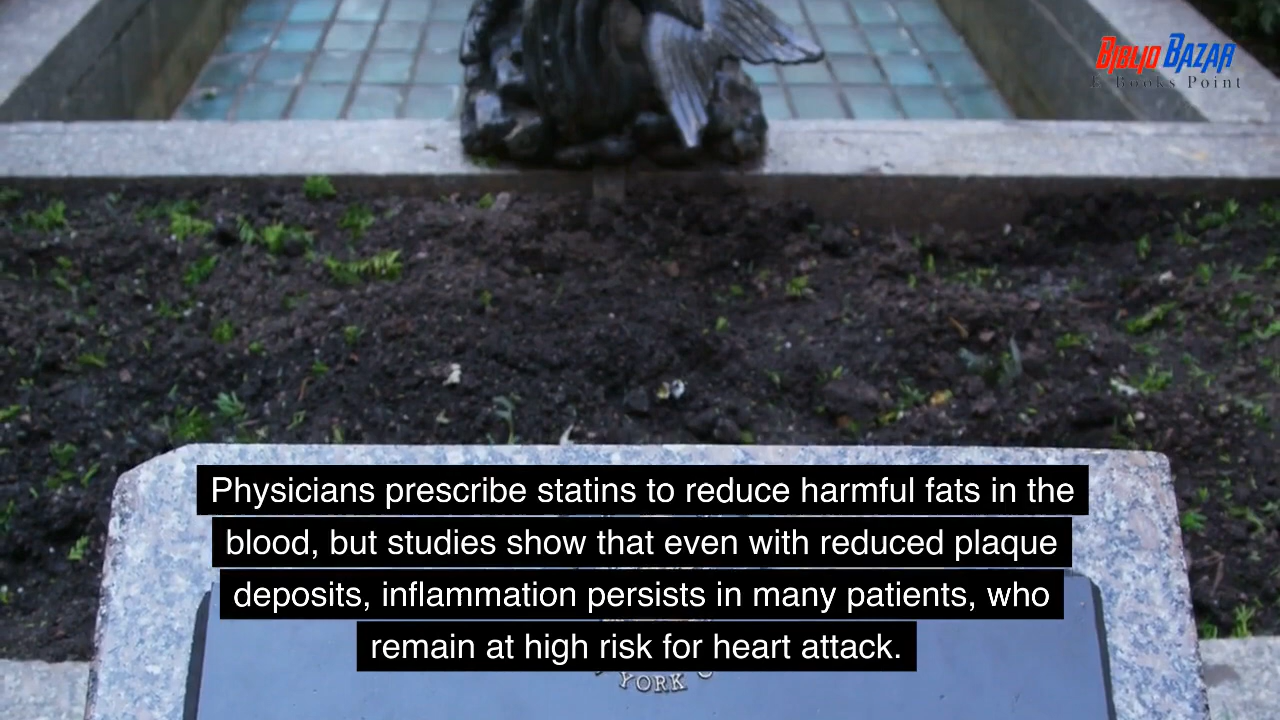 Biblio Bazar
E-Books Point
Physicians prescribe statins to reduce harmful fats in the
blood, but studies show that even with reduced plaque
deposits, inflammation persists in many patients, who
remain at high risk for heart attack.
YORK